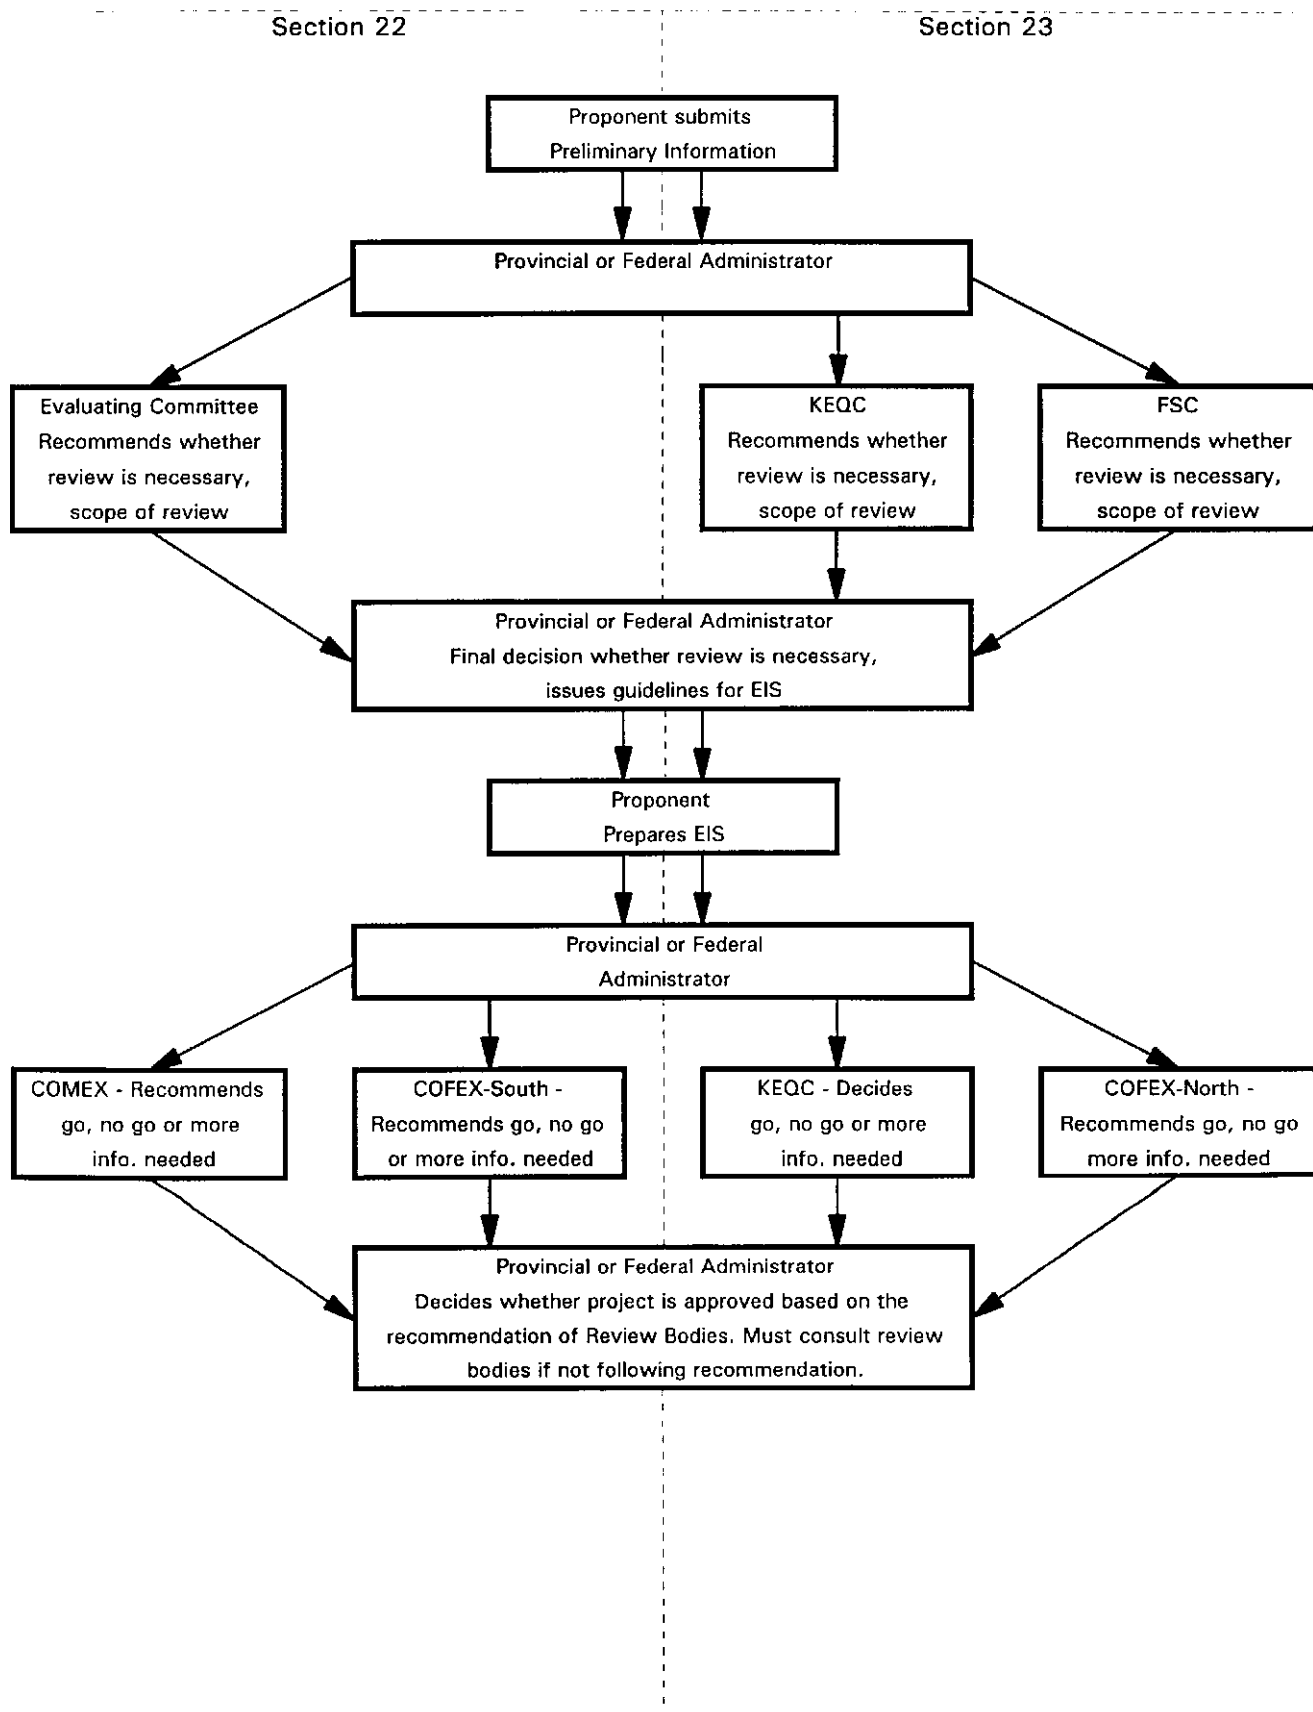 Section 22
Section 23
Proponent submits
Preliminary Information
Provincial or Federal Administrator
Evaluating Committee
Recommends whether
review is necessary,
scope of review
KEQC
Recommends whether
review is necessary,
scope of review
FSC
Recommends whether
review is necessary,
scope of review
Provincial or Federal Administrator
Final decision whether review is necessary,
issues guidelines for EIS
Proponent
Prepares EIS
Provincial or Federal
Administrator
COMEX - Recommends
go, no go or more
info. needed
COFEX-South -
Recommends go, no go
or more info. needed
KEQC - Decides
go, no go or more
info. needed
COFEX-North -
Recommends go, no go
more info. needed
Provincial or Federal Administrator
Decides whether project is approved based on the
recommendation of Review Bodies. Must consult review
bodies if not following recommendation.